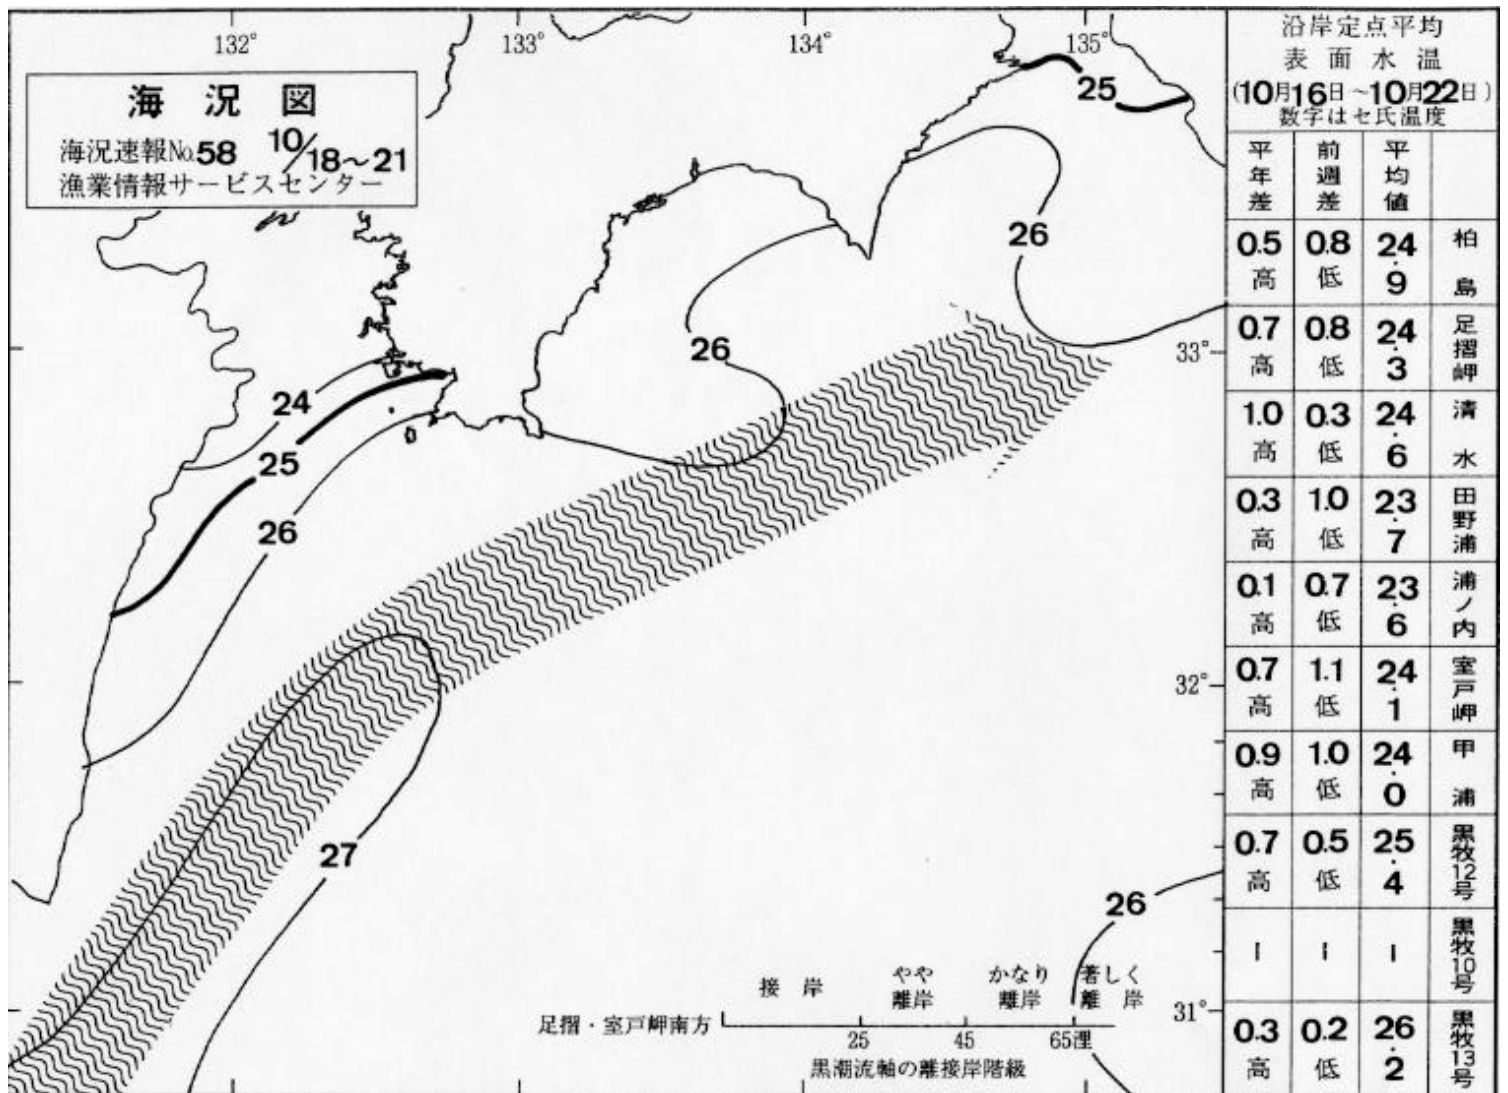 132°
133°
134°
135°
海況図
海況速報No.58 10/18〜21
漁業情報サービスセンター
25
26
26
24
25
26
27
26
33°
32°
31°
接岸 やや離岸 かなり離岸 著しく離岸
足摺・室戸岬南方
25 45 65浬
黒潮流軸の離接岸階級
沿岸定点平均
表面水温
(10月16日〜10月22日)
数字はセ氏温度
平年差 前週差 平均値
0.5高 0.8低 24.9 柏島
0.7高 0.8低 24.3 足摺岬
1.0高 0.3低 24.6 清水
0.3高 1.0低 23.7 田野浦
0.1高 0.7低 23.6 浦ノ内
0.7高 1.1低 24.1 室戸岬
0.9高 1.0低 24.0 甲浦
0.7高 0.5低 25.4 黒牧12号
- - - 黒牧10号
0.3高 0.2低 26.2 黒牧13号